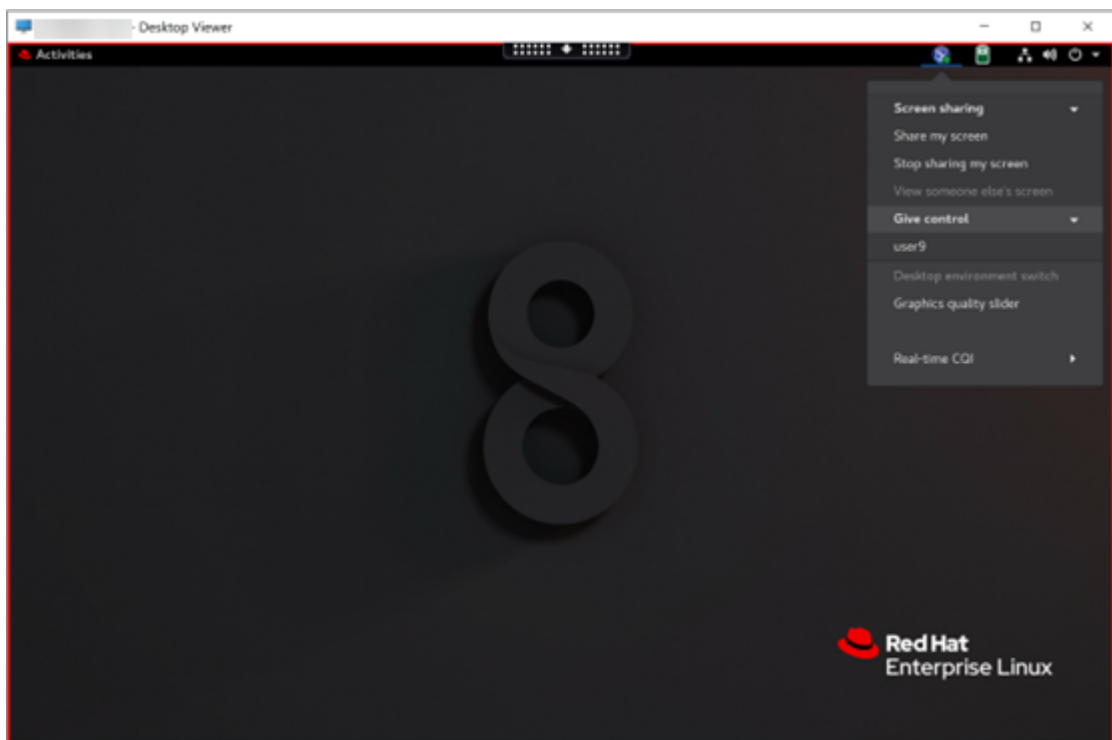 - Desktop Viewer
Activities
Screen sharing
Share my screen
Stop sharing my screen
View someone else's screen
Give control
user9
Desktop environment switch
Graphics quality slider
Real-time CQI
8
Red Hat
Enterprise Linux